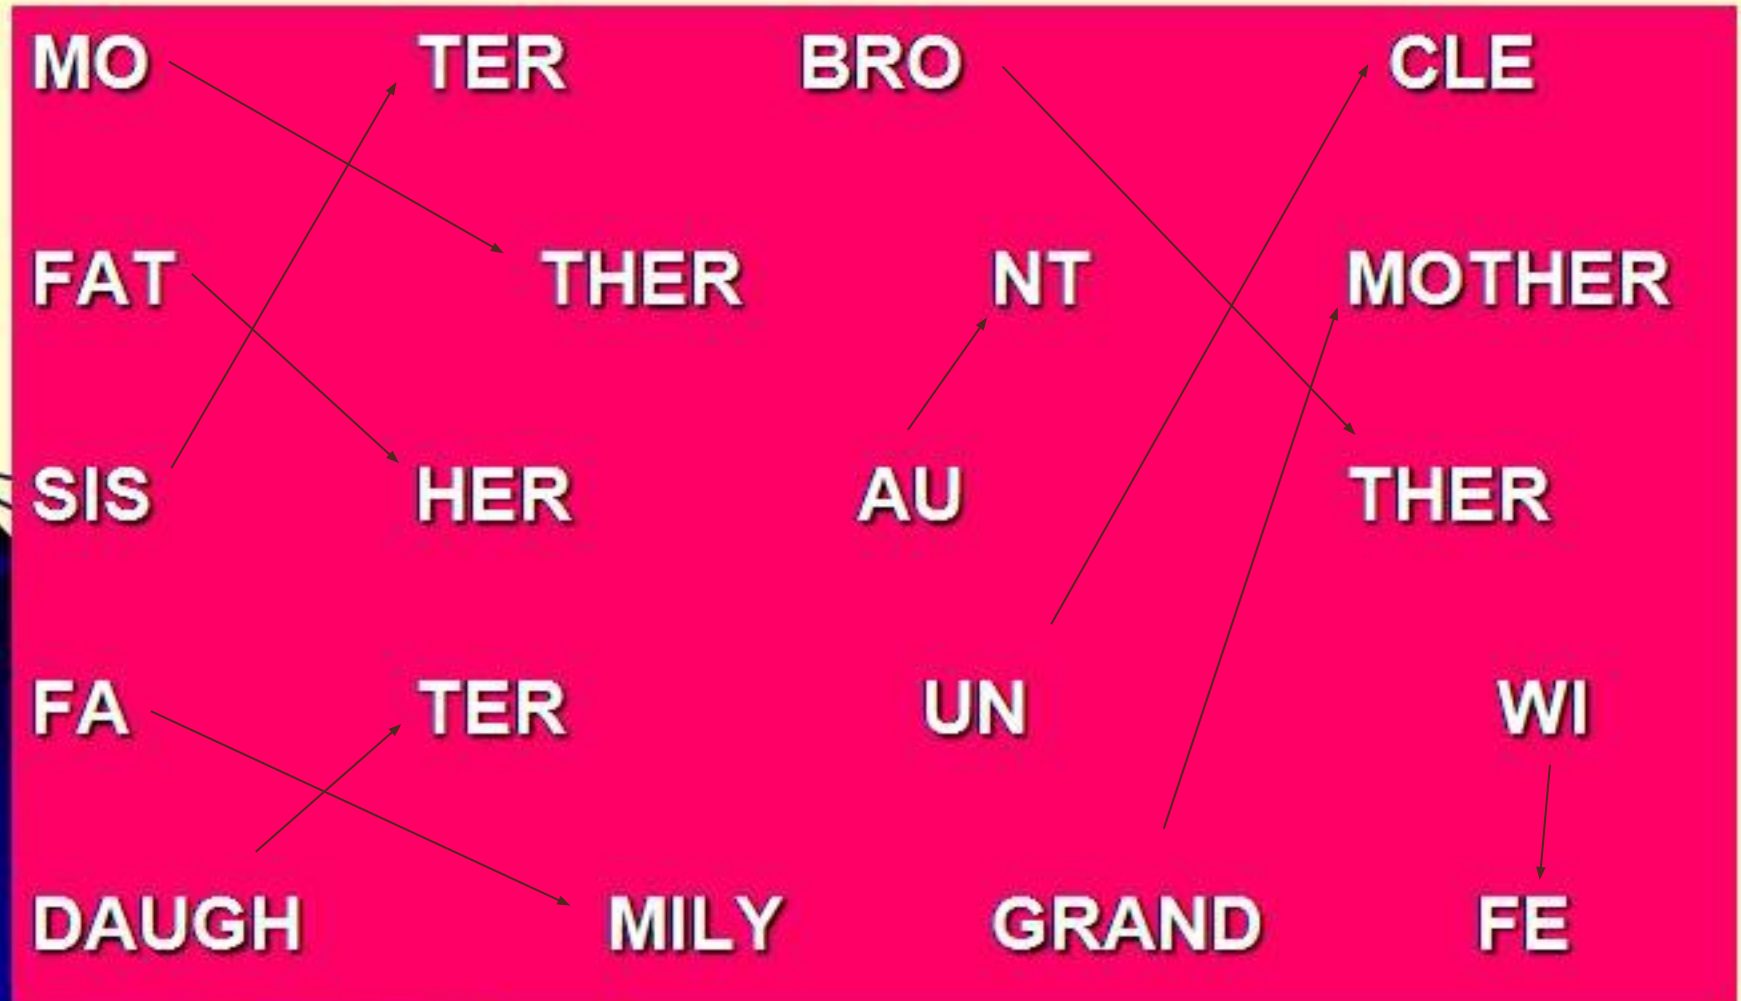 MO TER BRO CLE
FAT THER NT MOTHER
SIS HER AU THER
FA TER UN WI
DAUGH MILY GRAND FE